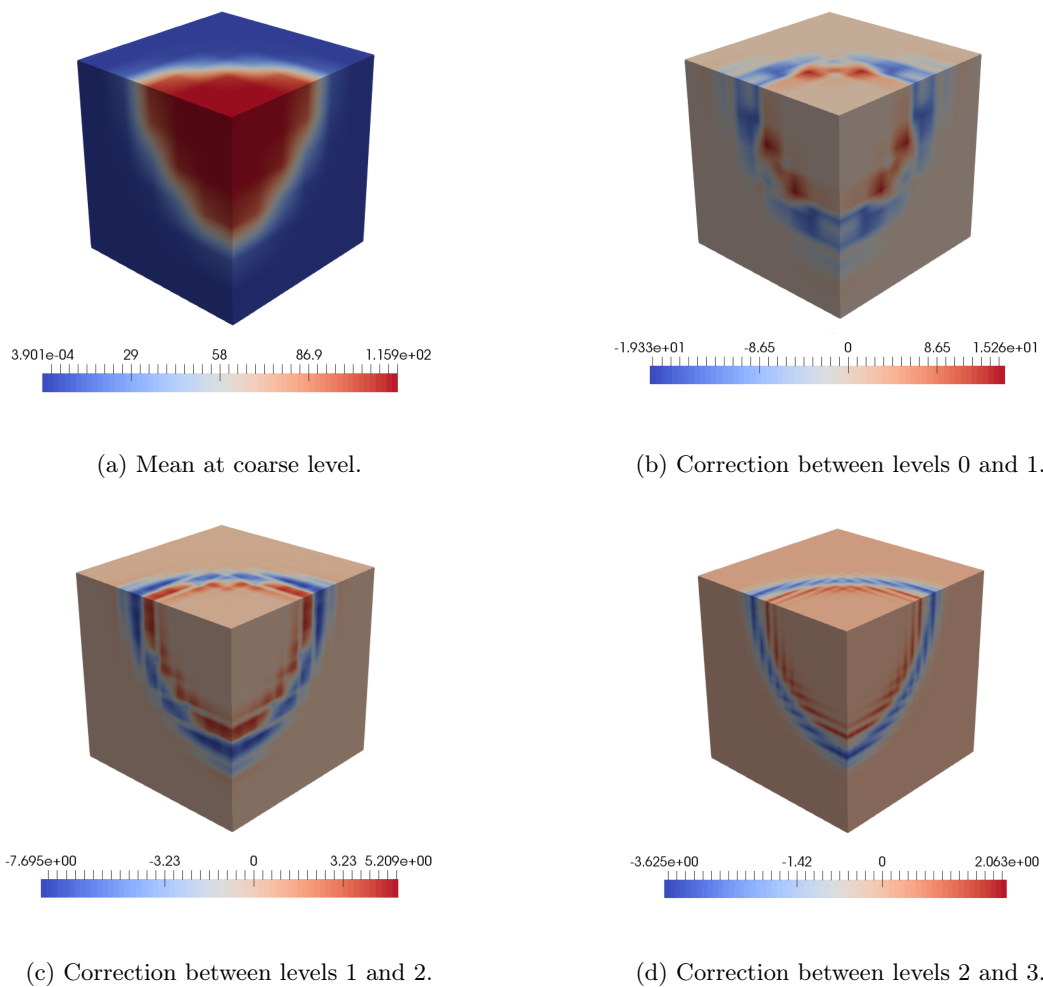 3.901e-04 29 58 86.9 1.159e+02
-1.933e+01 -8.65 0 8.65 1.526e+01
(a) Mean at coarse level.
(b) Correction between levels 0 and 1.
-7.695e+00 -3.23 0 3.23 5.209e+00
-3.625e+00 -1.42 0 2.063e+00
(c) Correction between levels 1 and 2.
(d) Correction between levels 2 and 3.